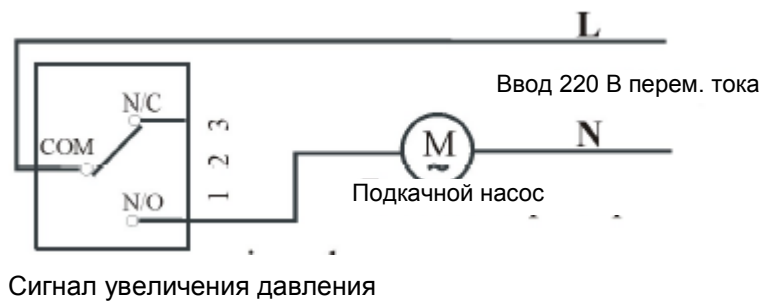 L
Ввод 220 В перем. тока
N/C
3
COM
2
M
N
N/O
1
Подкачной насос
Сигнал увеличения давления